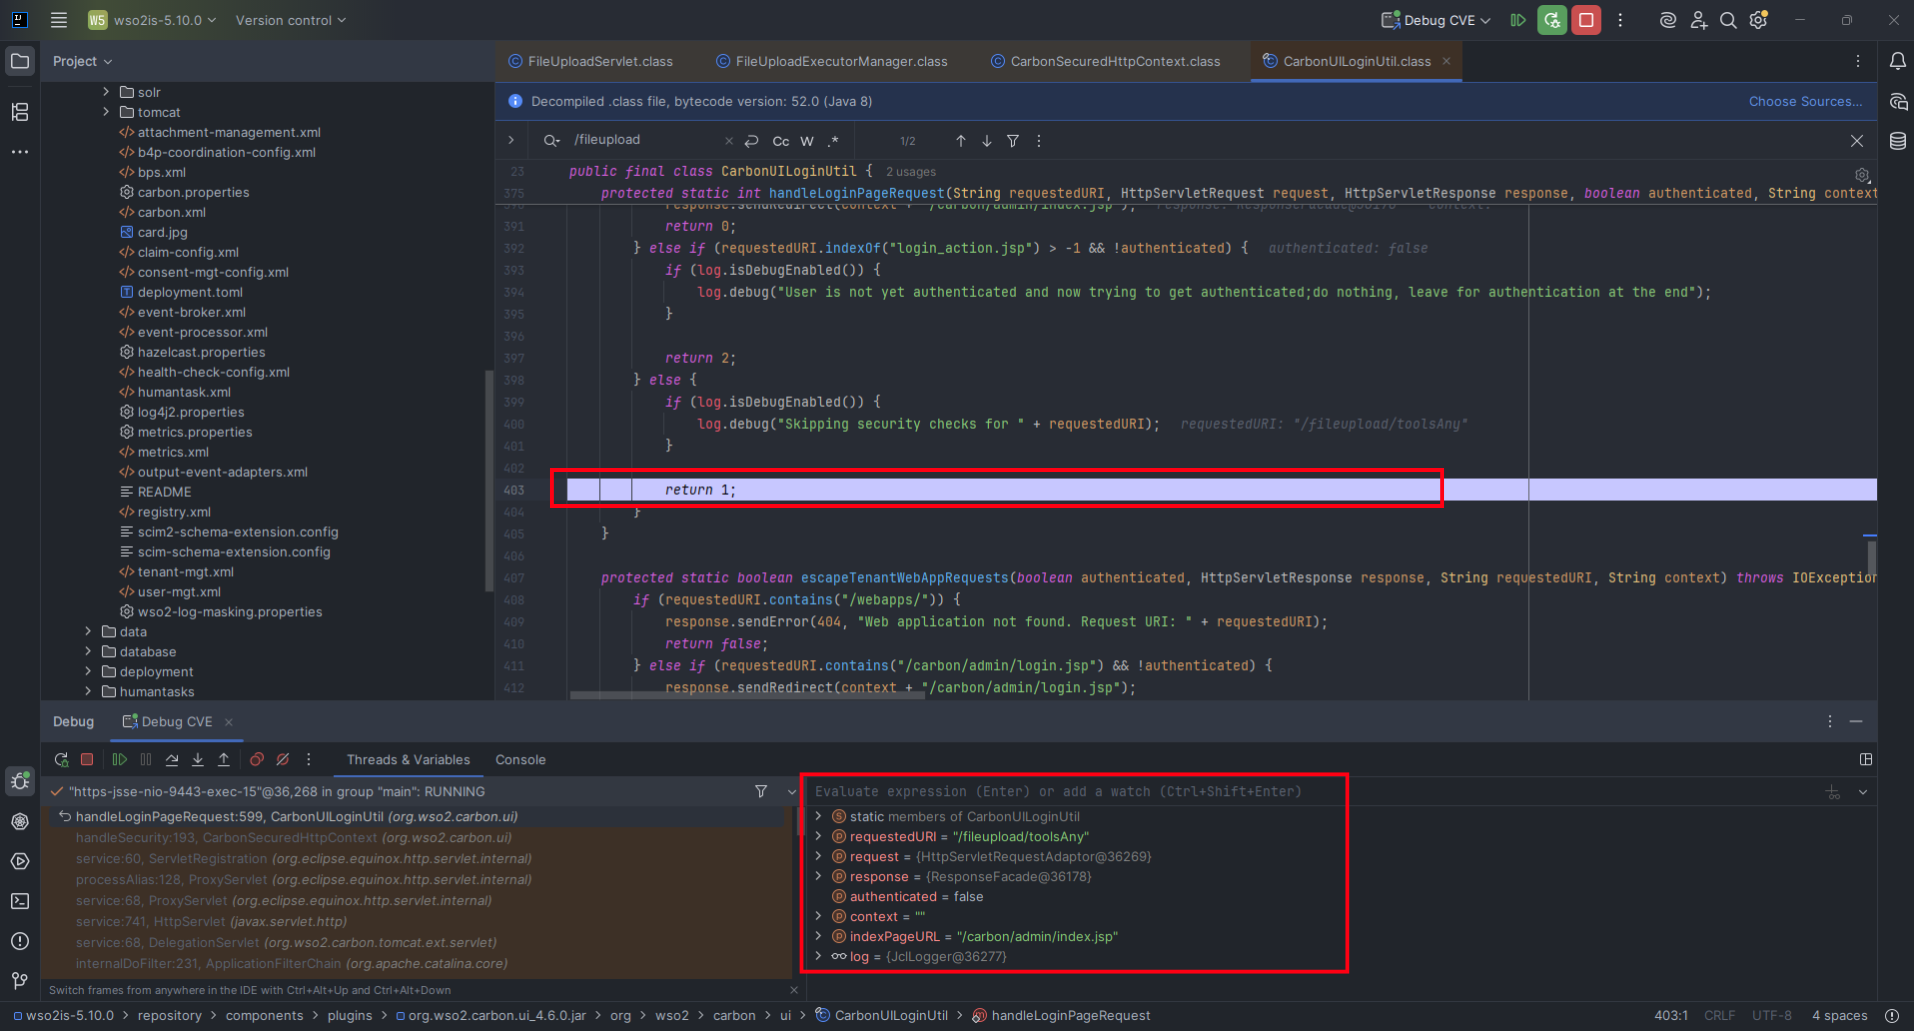 W5 wso2is-5.10.0 Version control Debug CVE
Project
FileUploadServlet.class FileUploadExecutorManager.class CarbonSecuredHttpContext.class CarbonUILoginUtil.class
Decompiled .class file, bytecode version: 52.0 (Java 8) Choose Sources...
/fileupload Cc W .* 1/2
solr
tomcat
attachment-management.xml
b4p-coordination-config.xml
bps.xml
carbon.properties
carbon.xml
card.jpg
claim-config.xml
consent-mgt-config.xml
deployment.toml
event-broker.xml
event-processor.xml
hazelcast.properties
health-check-config.xml
humantask.xml
log4j2.properties
metrics.properties
metrics.xml
output-event-adapters.xml
README
registry.xml
scim2-schema-extension.config
scim-schema-extension.config
tenant-mgt.xml
user-mgt.xml
wso2-log-masking.properties
data
database
deployment
humantasks
23 public final class CarbonUILoginUtil { 2 usages
375 protected static int handleLoginPageRequest(String requestedURI, HttpServletRequest request, HttpServletResponse response, boolean authenticated, String context
response.sendRedirect(context + "/carbon/admin/index.jsp"); response: ResponseFacade@36178 context:
391 return 0;
392 } else if (requestedURI.indexOf("login_action.jsp") > -1 && !authenticated) { authenticated: false
393 if (log.isDebugEnabled()) {
394 log.debug("User is not yet authenticated and now trying to get authenticated;do nothing, leave for authentication at the end");
395 }
396
397 return 2;
398 } else {
399 if (log.isDebugEnabled()) {
400 log.debug("Skipping security checks for " + requestedURI); requestedURI: "/fileupload/toolsAny"
401 }
402
403 return 1;
404 }
405 }
406
407 protected static boolean escapeTenantWebAppRequests(boolean authenticated, HttpServletResponse response, String requestedURI, String context) throws IOException
408 if (requestedURI.contains("/webapps/")) {
409 response.sendError(404, "Web application not found. Request URI: " + requestedURI);
410 return false;
411 } else if (requestedURI.contains("/carbon/admin/login.jsp") && !authenticated) {
412 response.sendRedirect(context + "/carbon/admin/login.jsp");
Debug Debug CVE
Threads & Variables Console
"https-jsse-nio-9443-exec-15"@36,268 in group "main": RUNNING
handleLoginPageRequest:599, CarbonUILoginUtil (org.wso2.carbon.ui)
handleSecurity:193, CarbonSecuredHttpContext (org.wso2.carbon.ui)
service:60, ServletRegistration (org.eclipse.equinox.http.servlet.internal)
processAlias:128, ProxyServlet (org.eclipse.equinox.http.servlet.internal)
service:68, ProxyServlet (org.eclipse.equinox.http.servlet.internal)
service:741, HttpServlet (javax.servlet.http)
service:68, DelegationServlet (org.wso2.carbon.tomcat.ext.servlet)
internalDoFilter:231, ApplicationFilterChain (org.apache.catalina.core)
Switch frames from anywhere in the IDE with Ctrl+Alt+Up and Ctrl+Alt+Down
Evaluate expression (Enter) or add a watch (Ctrl+Shift+Enter)
static members of CarbonUILoginUtil
requestedURI = "/fileupload/toolsAny"
request = {HttpServletRequestAdaptor@36269}
response = {ResponseFacade@36178}
authenticated = false
context = ""
indexPageURL = "/carbon/admin/index.jsp"
log = {JclLogger@36277}
wso2is-5.10.0 > repository > components > plugins > org.wso2.carbon.ui_4.6.0.jar > org > wso2 > carbon > ui > CarbonUILoginUtil > handleLoginPageRequest 403:1 CRLF UTF-8 4 spaces